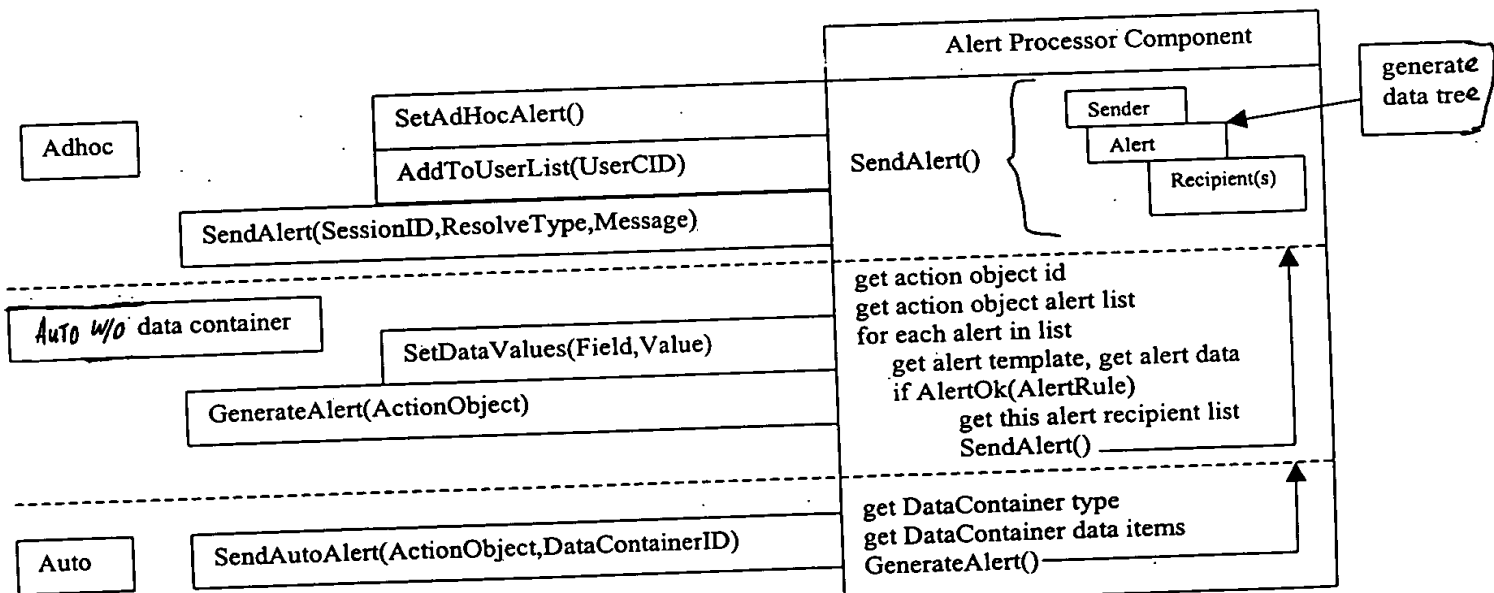 Alert Processor Component
generate
data tree
Adhoc
SetAdHocAlert()
AddToUserList(UserCID)
SendAlert(SessionID,ResolveType,Message)
SendAlert()
Sender
Alert
Recipient(s)
AUTO W/O data container
SetDataValues(Field,Value)
GenerateAlert(ActionObject)
get action object id
get action object alert list
for each alert in list
get alert template, get alert data
if AlertOk(AlertRule)
get this alert recipient list
SendAlert()
Auto
SendAutoAlert(ActionObject,DataContainerID)
get DataContainer type
get DataContainer data items
GenerateAlert()